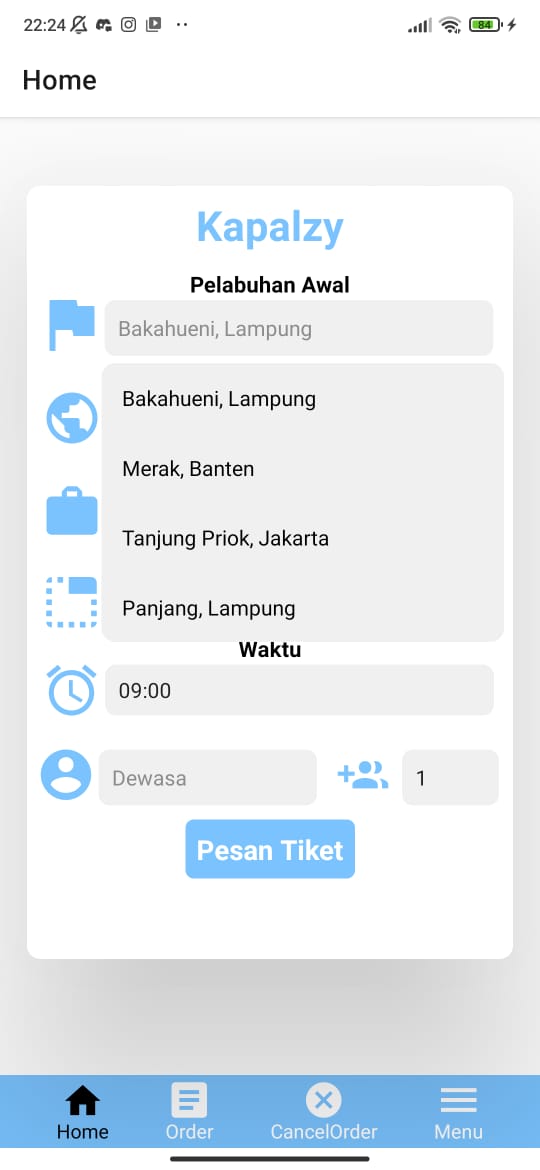 22:24
84
Home
Kapalzy
Pelabuhan Awal
Bakahueni, Lampung
Bakahueni, Lampung
Merak, Banten
Tanjung Priok, Jakarta
Panjang, Lampung
Waktu
09:00
Dewasa
1
Pesan Tiket
Home Order CancelOrder Menu